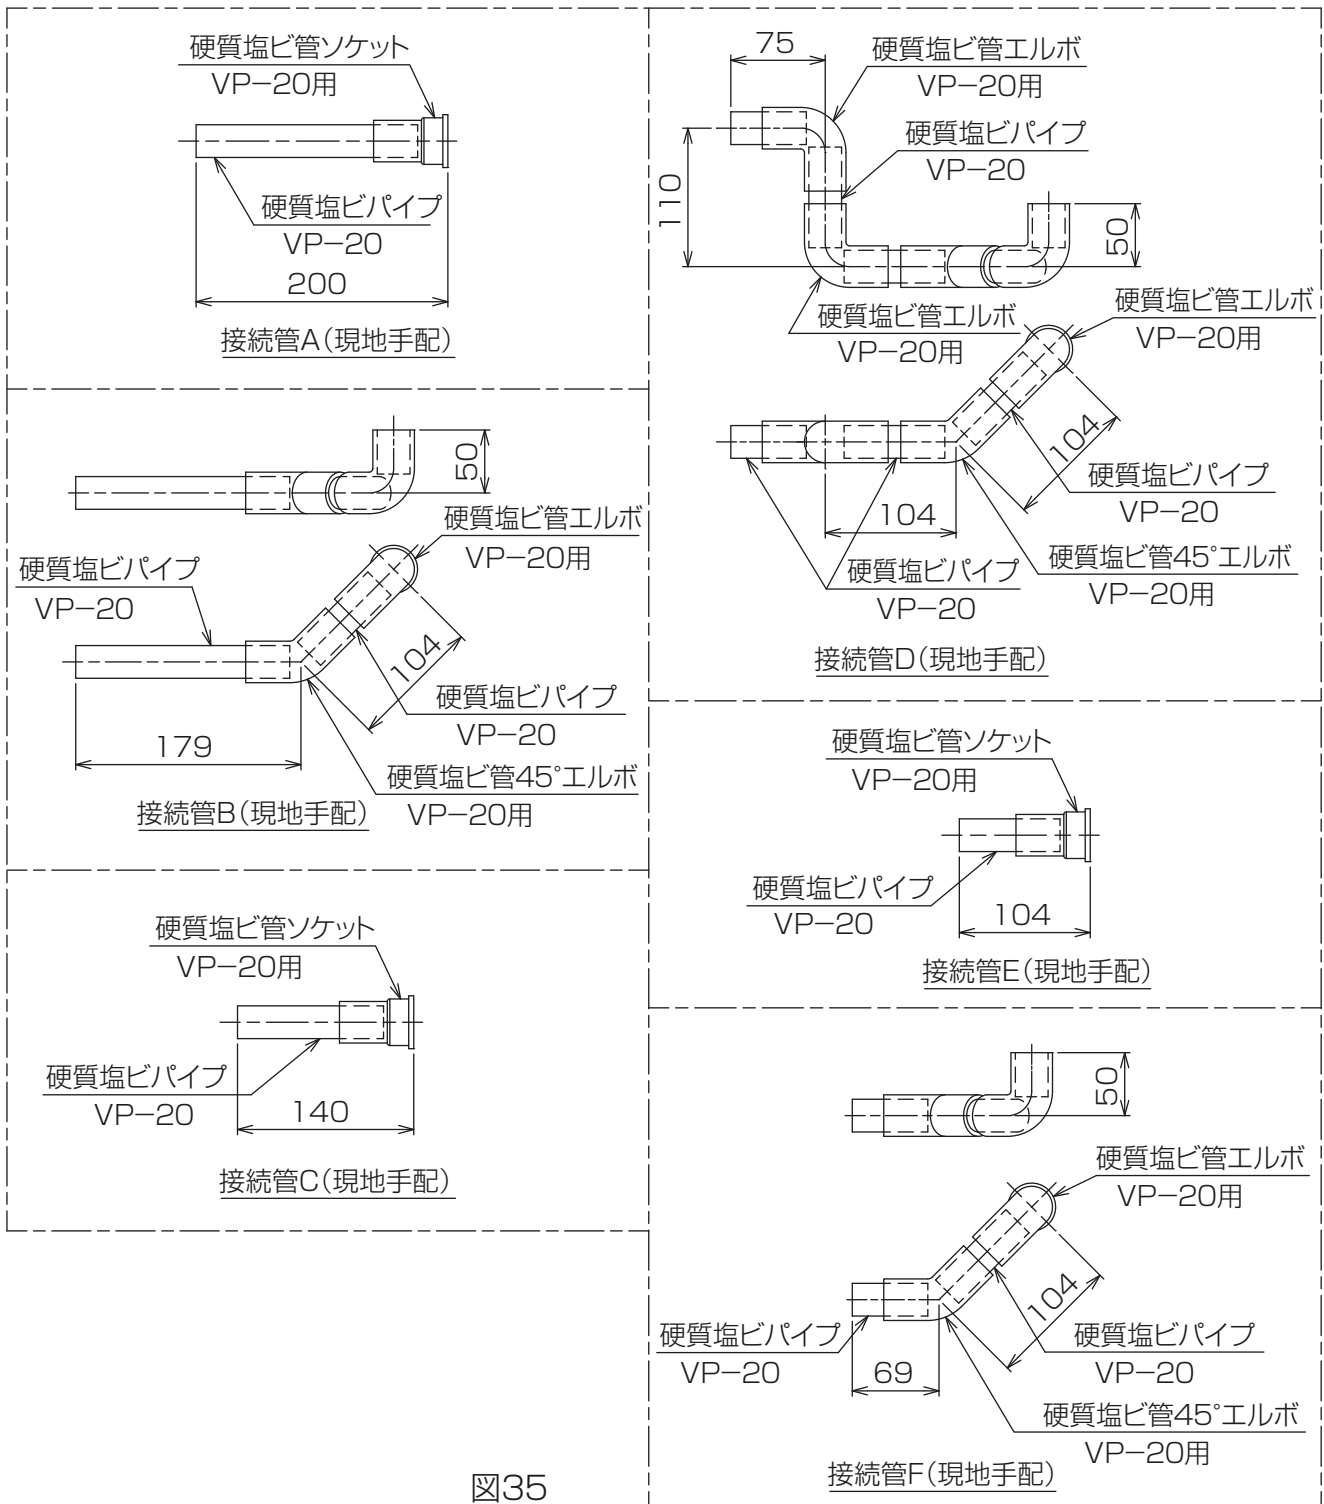 硬質塩ビ管ソケット
VP−20用
硬質塩ビパイプ
VP−20
200
接続管A(現地手配)
50
硬質塩ビ管エルボ
VP−20用
硬質塩ビパイプ
VP−20
104
硬質塩ビパイプ
VP−20
179
硬質塩ビ管45°エルボ
VP−20用
接続管B(現地手配)
硬質塩ビ管ソケット
VP−20用
硬質塩ビパイプ
VP−20
140
接続管C(現地手配)
75
硬質塩ビ管エルボ
VP−20用
硬質塩ビパイプ
VP−20
110
50
硬質塩ビ管エルボ
VP−20用
硬質塩ビ管エルボ
VP−20用
104
硬質塩ビパイプ
VP−20
104
硬質塩ビ管45°エルボ
VP−20用
硬質塩ビパイプ
VP−20
接続管D(現地手配)
硬質塩ビ管ソケット
VP−20用
硬質塩ビパイプ
VP−20
104
接続管E(現地手配)
50
硬質塩ビ管エルボ
VP−20用
104
硬質塩ビパイプ
VP−20
69
硬質塩ビパイプ
VP−20
硬質塩ビ管45°エルボ
VP−20用
接続管F(現地手配)
図35